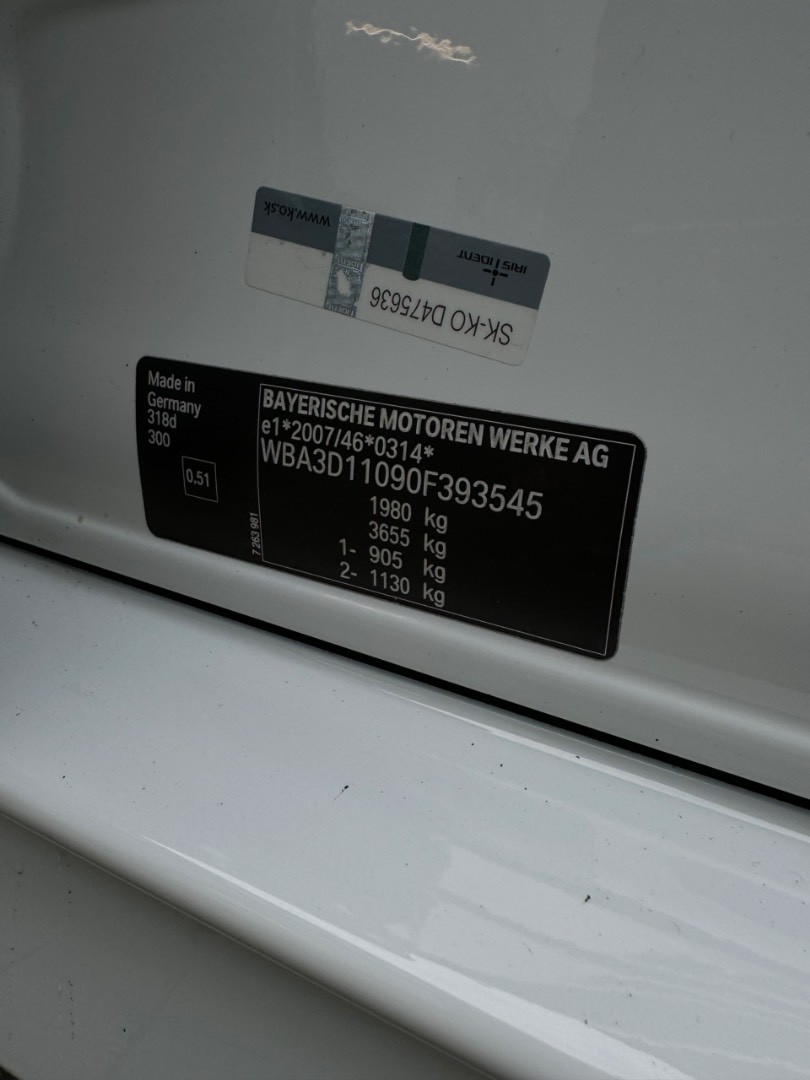 www.ko.sk
IRIS IDENT
SK-KO D475636
Made in
Germany
318d
300
0.51
7 263 981
BAYERISCHE MOTOREN WERKE AG
e1*2007/46*0314*
WBA3D11090F393545
1980 kg
3655 kg
1- 905 kg
2- 1130 kg